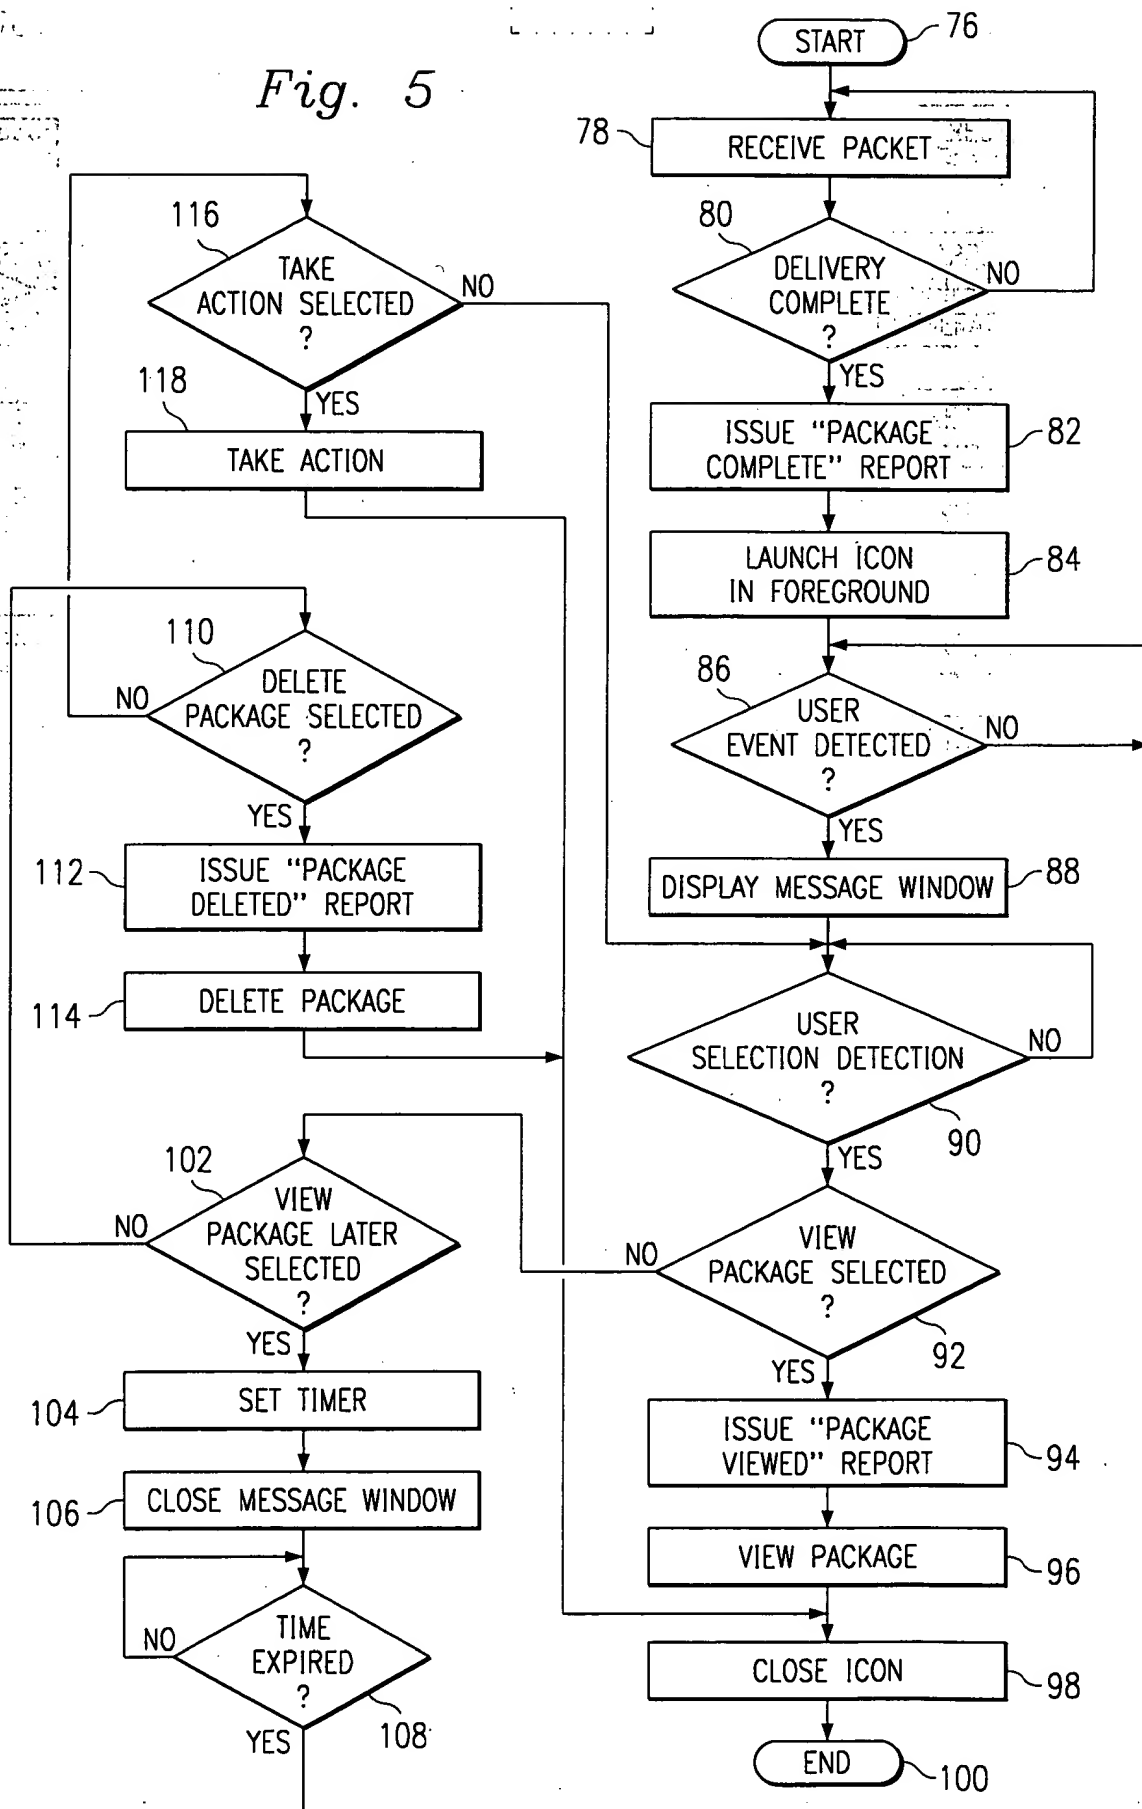 Fig. 5
START
76
78
RECEIVE PACKET
80
DELIVERY
COMPLETE
?
NO
YES
ISSUE "PACKAGE
COMPLETE" REPORT
82
LAUNCH ICON
IN FOREGROUND
84
86
USER
EVENT DETECTED
?
NO
YES
DISPLAY MESSAGE WINDOW
88
USER
SELECTION DETECTION
?
NO
90
YES
VIEW
PACKAGE SELECTED
?
NO
92
YES
ISSUE "PACKAGE
VIEWED" REPORT
94
VIEW PACKAGE
96
CLOSE ICON
98
END
100
116
TAKE
ACTION SELECTED
?
NO
YES
118
TAKE ACTION
110
DELETE
PACKAGE SELECTED
?
NO
YES
112
ISSUE "PACKAGE
DELETED" REPORT
114
DELETE PACKAGE
102
VIEW
PACKAGE LATER
SELECTED
?
NO
YES
104
SET TIMER
106
CLOSE MESSAGE WINDOW
TIME
EXPIRED
?
NO
108
YES